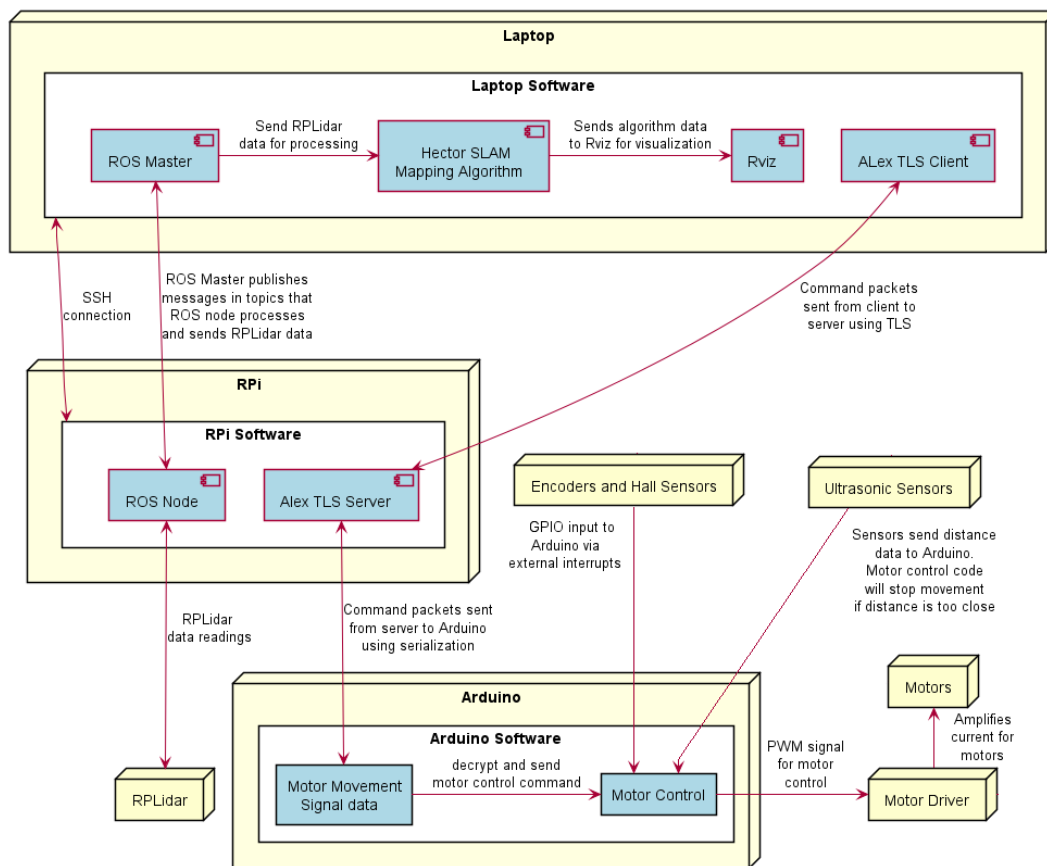 Laptop
Laptop Software
ROS Master
Send RPLidar
data for processing
Hector SLAM
Mapping Algorithm
Sends algorithm data
to Rviz for visualization
Rviz
ALex TLS Client
SSH
connection
ROS Master publishes
messages in topics that
ROS node processes
and sends RPLidar data
Command packets
sent from client to
server using TLS
RPi
RPi Software
ROS Node
Alex TLS Server
Encoders and Hall Sensors
Ultrasonic Sensors
GPIO input to
Arduino via
external interrupts
Sensors send distance
data to Arduino.
Motor control code
will stop movement
if distance is too close
RPLidar
data readings
Command packets sent
from server to Arduino
using serialization
Arduino
Arduino Software
Motor Movement
Signal data
decrypt and send
motor control command
Motor Control
PWM signal
for motor
control
Motors
Amplifies
current for
motors
Motor Driver
RPLidar